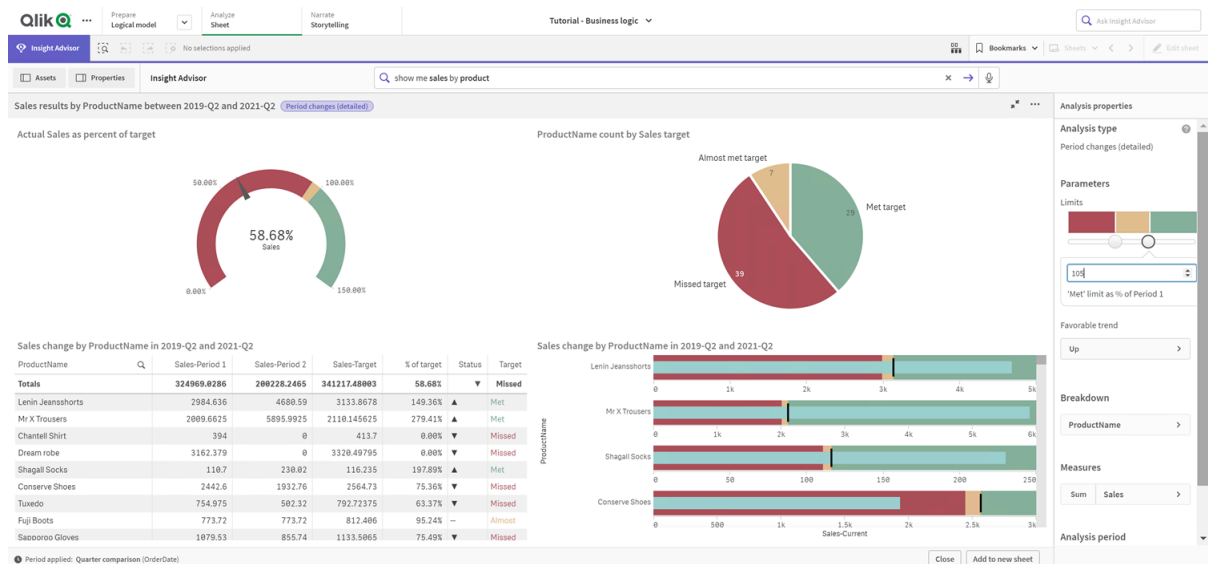 Qlik
Prepare
Logical model
Analyze
Sheet
Narrate
Storytelling
Tutorial - Business logic
Ask Insight Advisor
Insight Advisor
No selections applied
Bookmarks
Sheets
Edit sheet
Assets
Properties
Insight Advisor
show me sales by product
Sales results by ProductName between 2019-Q2 and 2021-Q2 Period changes (detailed)
Analysis properties
Actual Sales as percent of target
50.00%
100.00%
58.68%
Sales
0.00%
150.00%
ProductName count by Sales target
Almost met target
7
29
Met target
39
Missed target
Analysis type
Period changes (detailed)
Parameters
Limits
105
'Met' limit as % of Period 1
Favorable trend
Up
Breakdown
ProductName
Measures
Sum Sales
Analysis period
Sales change by ProductName in 2019-Q2 and 2021-Q2
ProductName Sales-Period 1 Sales-Period 2 Sales-Target % of target Status Target
Totals 324969.0286 200228.2465 341217.48003 58.68% ▼ Missed
Lenin Jeansshorts 2984.636 4680.59 3133.8678 149.36% ▲ Met
Mr X Trousers 2009.6625 5895.9925 2110.145625 279.41% ▲ Met
Chantell Shirt 394 0 413.7 0.00% ▼ Missed
Dream robe 3162.379 0 3320.49795 0.00% ▼ Missed
Shagall Socks 110.7 230.02 116.235 197.89% ▲ Met
Conserve Shoes 2442.6 1932.76 2564.73 75.36% ▼ Missed
Tuxedo 754.975 502.32 792.72375 63.37% ▼ Missed
Fuji Boots 773.72 773.72 812.406 95.24% -- Almost
Sapporoo Gloves 1079.53 855.74 1133.5065 75.49% ▼ Missed
Sales change by ProductName in 2019-Q2 and 2021-Q2
ProductName
Lenin Jeansshorts
0 1k 2k 3k 4k 5k
Mr X Trousers
0 1k 2k 3k 4k 5k 6k
Shagall Socks
0 50 100 150 200 250
Conserve Shoes
0 500 1k 1.5k 2k 2.5k 3k
Sales-Current
Period applied: Quarter comparison (OrderDate)
Close
Add to new sheet